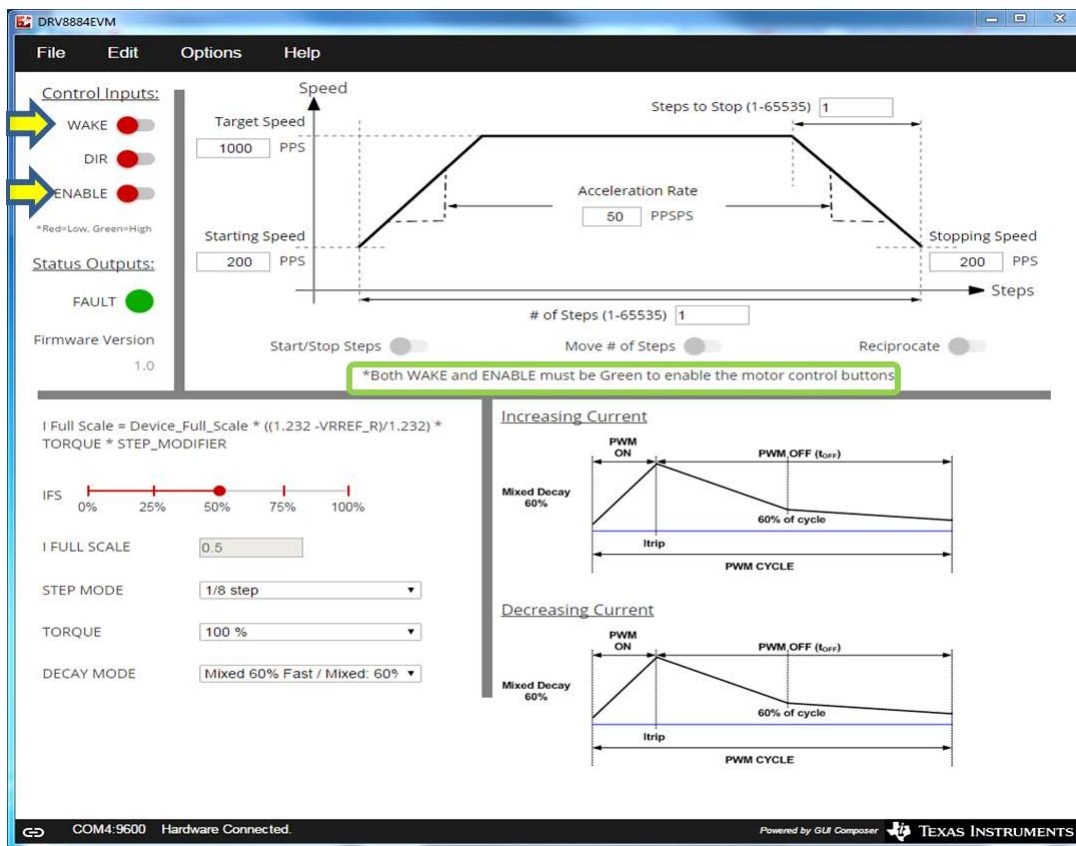 DRV8884EVM
File Edit Options Help
Control Inputs:
WAKE
DIR
ENABLE
*Red=Low, Green=High
Status Outputs:
FAULT
Firmware Version
1.0
Speed
Target Speed
1000 PPS
Steps to Stop (1-65535) 1
Acceleration Rate
50 PPSPS
Starting Speed
200 PPS
Stopping Speed
200 PPS
Steps
# of Steps (1-65535) 1
Start/Stop Steps Move # of Steps Reciprocate
*Both WAKE and ENABLE must be Green to enable the motor control buttons
I Full Scale = Device_Full_Scale * ((1.232 -VRREF_R)/1.232) *
TORQUE * STEP_MODIFIER
IFS
0% 25% 50% 75% 100%
I FULL SCALE 0.5
STEP MODE 1/8 step
TORQUE 100 %
DECAY MODE Mixed 60% Fast / Mixed: 60%
Increasing Current
PWM
ON
PWM OFF (tOFF)
Mixed Decay
60%
60% of cycle
Itrip
PWM CYCLE
Decreasing Current
PWM
ON
PWM OFF (tOFF)
Mixed Decay
60%
60% of cycle
Itrip
PWM CYCLE
COM4:9600 Hardware Connected.
Powered by GUI Composer TEXAS INSTRUMENTS